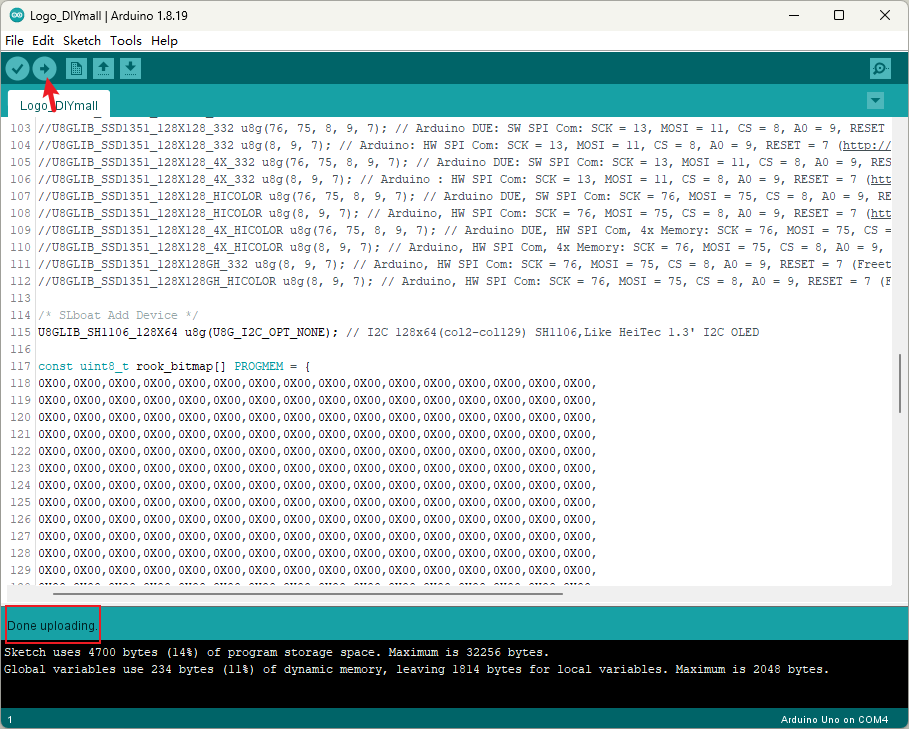 Logo_DIYmall | Arduino 1.8.19
File Edit Sketch Tools Help
Logo_DIYmall
103 //U8GLIB_SSD1351_128X128_332 u8g(76, 75, 8, 9, 7); // Arduino DUE: SW SPI Com: SCK = 13, MOSI = 11, CS = 8, A0 = 9, RESET
104 //U8GLIB_SSD1351_128X128_332 u8g(8, 9, 7); // Arduino: HW SPI Com: SCK = 13, MOSI = 11, CS = 8, A0 = 9, RESET = 7 (http://
105 //U8GLIB_SSD1351_128X128_4X_332 u8g(76, 75, 8, 9, 7); // Arduino DUE: SW SPI Com: SCK = 13, MOSI = 11, CS = 8, A0 = 9, RES
106 //U8GLIB_SSD1351_128X128_4X_332 u8g(8, 9, 7); // Arduino : HW SPI Com: SCK = 13, MOSI = 11, CS = 8, A0 = 9, RESET = 7 (htt
107 //U8GLIB_SSD1351_128X128_HICOLOR u8g(76, 75, 8, 9, 7); // Arduino DUE, SW SPI Com: SCK = 76, MOSI = 75, CS = 8, A0 = 9, RE
108 //U8GLIB_SSD1351_128X128_HICOLOR u8g(8, 9, 7); // Arduino, HW SPI Com: SCK = 76, MOSI = 75, CS = 8, A0 = 9, RESET = 7 (htt
109 //U8GLIB_SSD1351_128X128_4X_HICOLOR u8g(76, 75, 8, 9, 7); // Arduino DUE, HW SPI Com, 4x Memory: SCK = 76, MOSI = 75, CS =
110 //U8GLIB_SSD1351_128X128_4X_HICOLOR u8g(8, 9, 7); // Arduino, HW SPI Com, 4x Memory: SCK = 76, MOSI = 75, CS = 8, A0 = 9,
111 //U8GLIB_SSD1351_128X128GH_332 u8g(8, 9, 7); // Arduino, HW SPI Com: SCK = 76, MOSI = 75, CS = 8, A0 = 9, RESET = 7 (Freet
112 //U8GLIB_SSD1351_128X128GH_HICOLOR u8g(8, 9, 7); // Arduino, HW SPI Com: SCK = 76, MOSI = 75, CS = 8, A0 = 9, RESET = 7 (F
113
114 /* SLboat Add Device */
115 U8GLIB_SH1106_128X64 u8g(U8G_I2C_OPT_NONE); // I2C 128x64(col2-col129) SH1106,Like HeiTec 1.3' I2C OLED
116
117 const uint8_t rook_bitmap[] PROGMEM = {
118 0X00,0X00,0X00,0X00,0X00,0X00,0X00,0X00,0X00,0X00,0X00,0X00,0X00,0X00,0X00,0X00,
119 0X00,0X00,0X00,0X00,0X00,0X00,0X00,0X00,0X00,0X00,0X00,0X00,0X00,0X00,0X00,0X00,
120 0X00,0X00,0X00,0X00,0X00,0X00,0X00,0X00,0X00,0X00,0X00,0X00,0X00,0X00,0X00,0X00,
121 0X00,0X00,0X00,0X00,0X00,0X00,0X00,0X00,0X00,0X00,0X00,0X00,0X00,0X00,0X00,0X00,
122 0X00,0X00,0X00,0X00,0X00,0X00,0X00,0X00,0X00,0X00,0X00,0X00,0X00,0X00,0X00,0X00,
123 0X00,0X00,0X00,0X00,0X00,0X00,0X00,0X00,0X00,0X00,0X00,0X00,0X00,0X00,0X00,0X00,
124 0X00,0X00,0X00,0X00,0X00,0X00,0X00,0X00,0X00,0X00,0X00,0X00,0X00,0X00,0X00,0X00,
125 0X00,0X00,0X00,0X00,0X00,0X00,0X00,0X00,0X00,0X00,0X00,0X00,0X00,0X00,0X00,0X00,
126 0X00,0X00,0X00,0X00,0X00,0X00,0X00,0X00,0X00,0X00,0X00,0X00,0X00,0X00,0X00,0X00,
127 0X00,0X00,0X00,0X00,0X00,0X00,0X00,0X00,0X00,0X00,0X00,0X00,0X00,0X00,0X00,0X00,
128 0X00,0X00,0X00,0X00,0X00,0X00,0X00,0X00,0X00,0X00,0X00,0X00,0X00,0X00,0X00,0X00,
129 0X00,0X00,0X00,0X00,0X00,0X00,0X00,0X00,0X00,0X00,0X00,0X00,0X00,0X00,0X00,0X00,
Done uploading.
Sketch uses 4700 bytes (14%) of program storage space. Maximum is 32256 bytes.
Global variables use 234 bytes (11%) of dynamic memory, leaving 1814 bytes for local variables. Maximum is 2048 bytes.
1
Arduino Uno on COM4